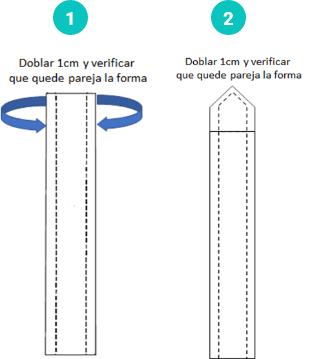 1
Doblar 1cm y verificar
que quede pareja la forma
2
Doblar 1cm y verificar
que quede pareja la forma